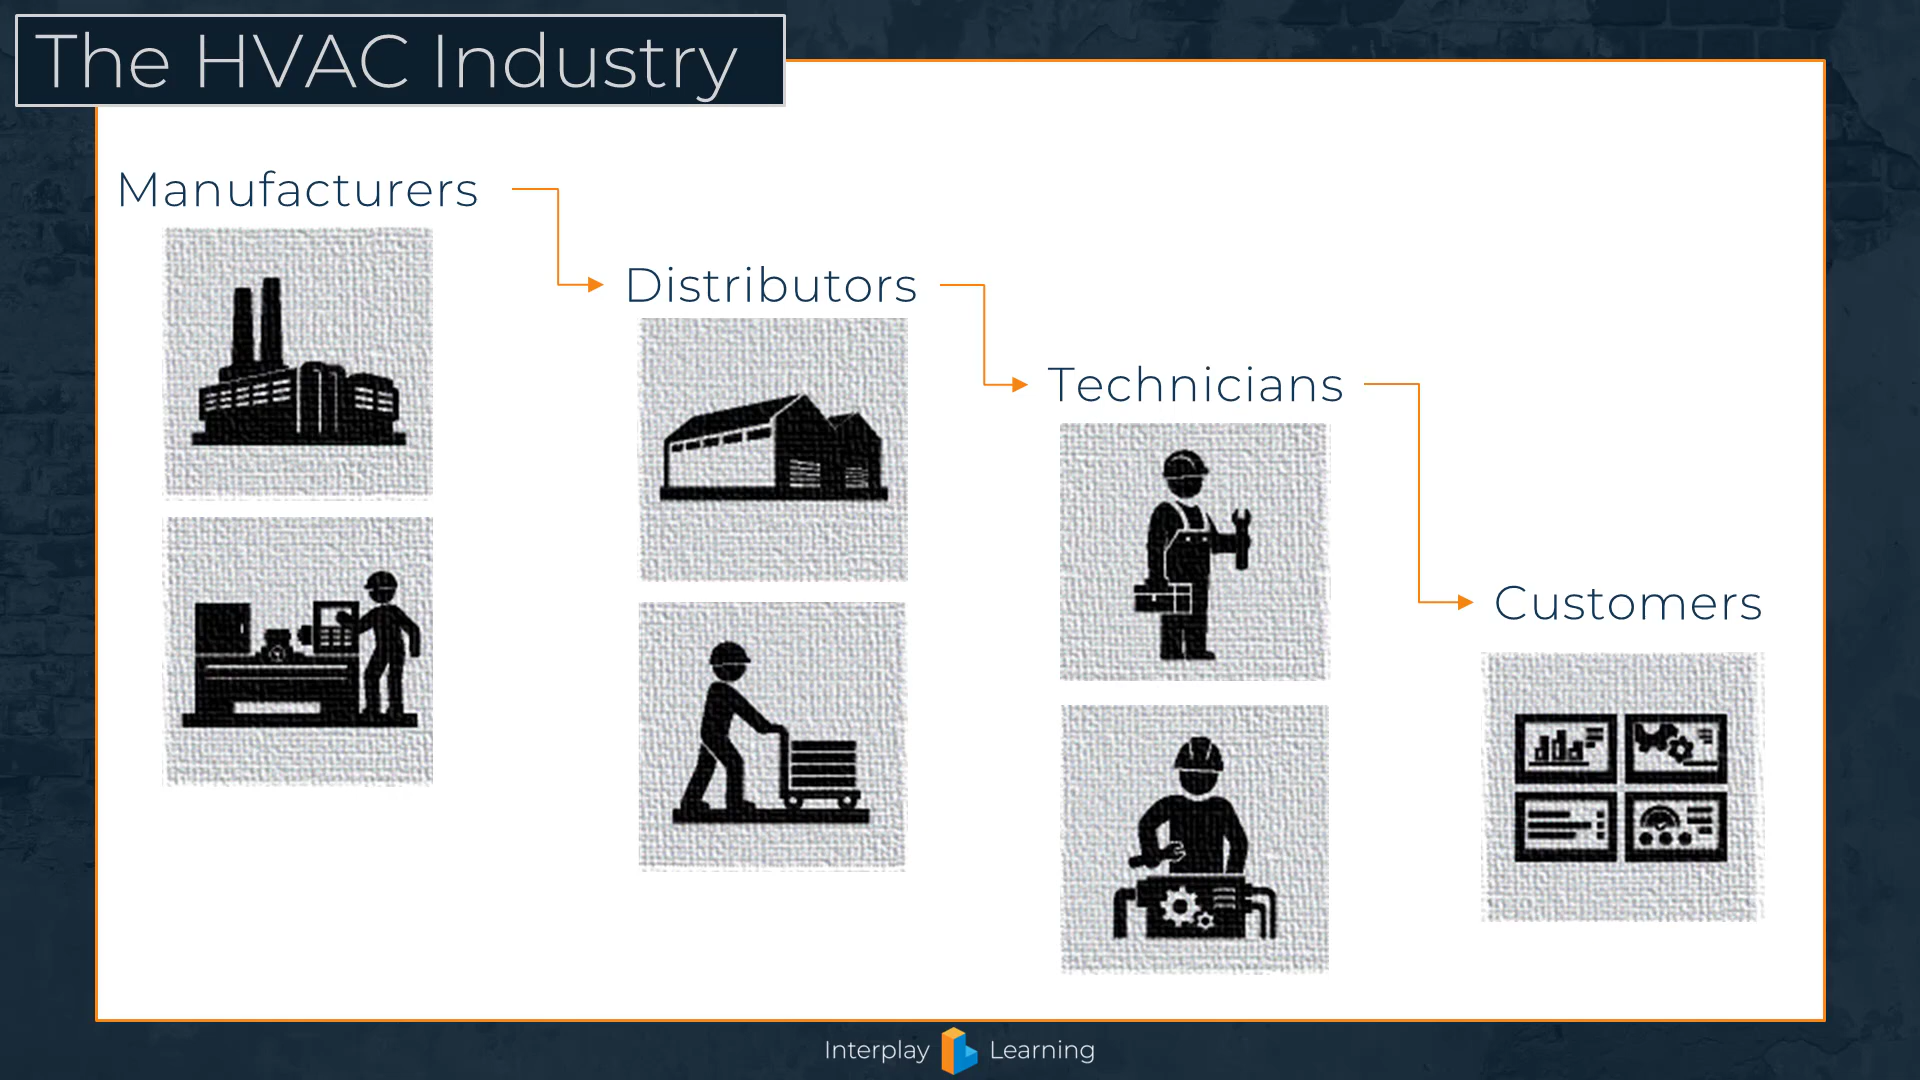 The HVAC Industry
Manufacturers
Distributors
Technicians
Customers
Interplay Learning